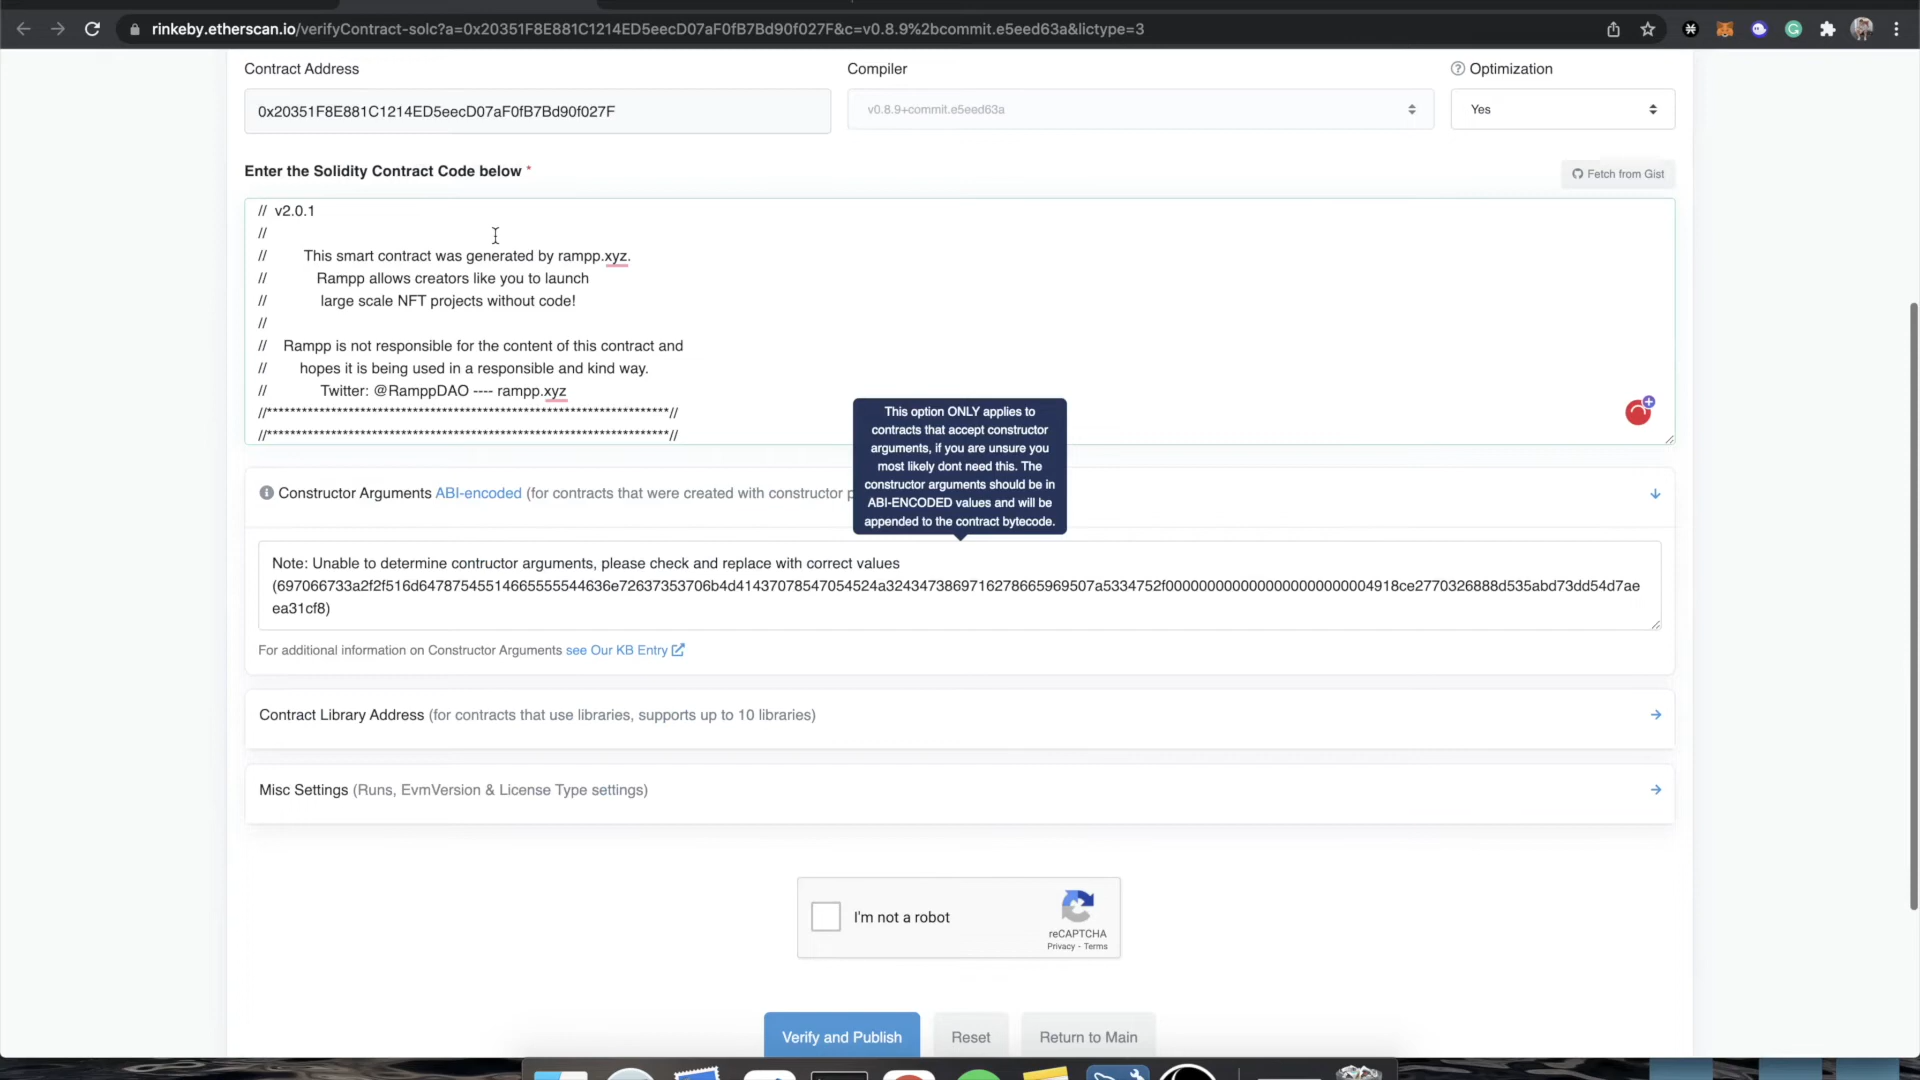 rinkeby.etherscan.io/verifyContract-solc?a=0x20351F8E881C1214ED5eecD07aF0fB7Bd90f027F&c=v0.8.9%2bcommit.e5eed63a&lictype=3
Contract Address
Compiler
Optimization
0x20351F8E881C1214ED5eecD07aF0fB7Bd90f027F
v0.8.9+commit.e5eed63a
Yes
Enter the Solidity Contract Code below *
Fetch from Gist
// v2.0.1
//
// This smart contract was generated by rampp.xyz.
// Rampp allows creators like you to launch
// large scale NFT projects without code!
//
// Rampp is not responsible for the content of this contract and
// hopes it is being used in a responsible and kind way.
// Twitter: @RamppDAO ---- rampp.xyz
//*********************************************************************//
//*********************************************************************//
This option ONLY applies to
contracts that accept constructor
arguments, if you are unsure you
most likely dont need this. The
constructor arguments should be in
ABI-ENCODED values and will be
appended to the contract bytecode.
Constructor Arguments ABI-encoded (for contracts that were created with constructor p
Note: Unable to determine contructor arguments, please check and replace with correct values
(697066733a2f2f516d647875455514665555544636e72637353706b4d41437078547054524a3243473869716278665969507a5334752f0000000000000000000000004918ce2770326888d535abd73dd54d7ae
ea31cf8)
For additional information on Constructor Arguments see Our KB Entry
Contract Library Address (for contracts that use libraries, supports up to 10 libraries)
Misc Settings (Runs, EvmVersion & License Type settings)
I'm not a robot
reCAPTCHA
Privacy - Terms
Verify and Publish
Reset
Return to Main